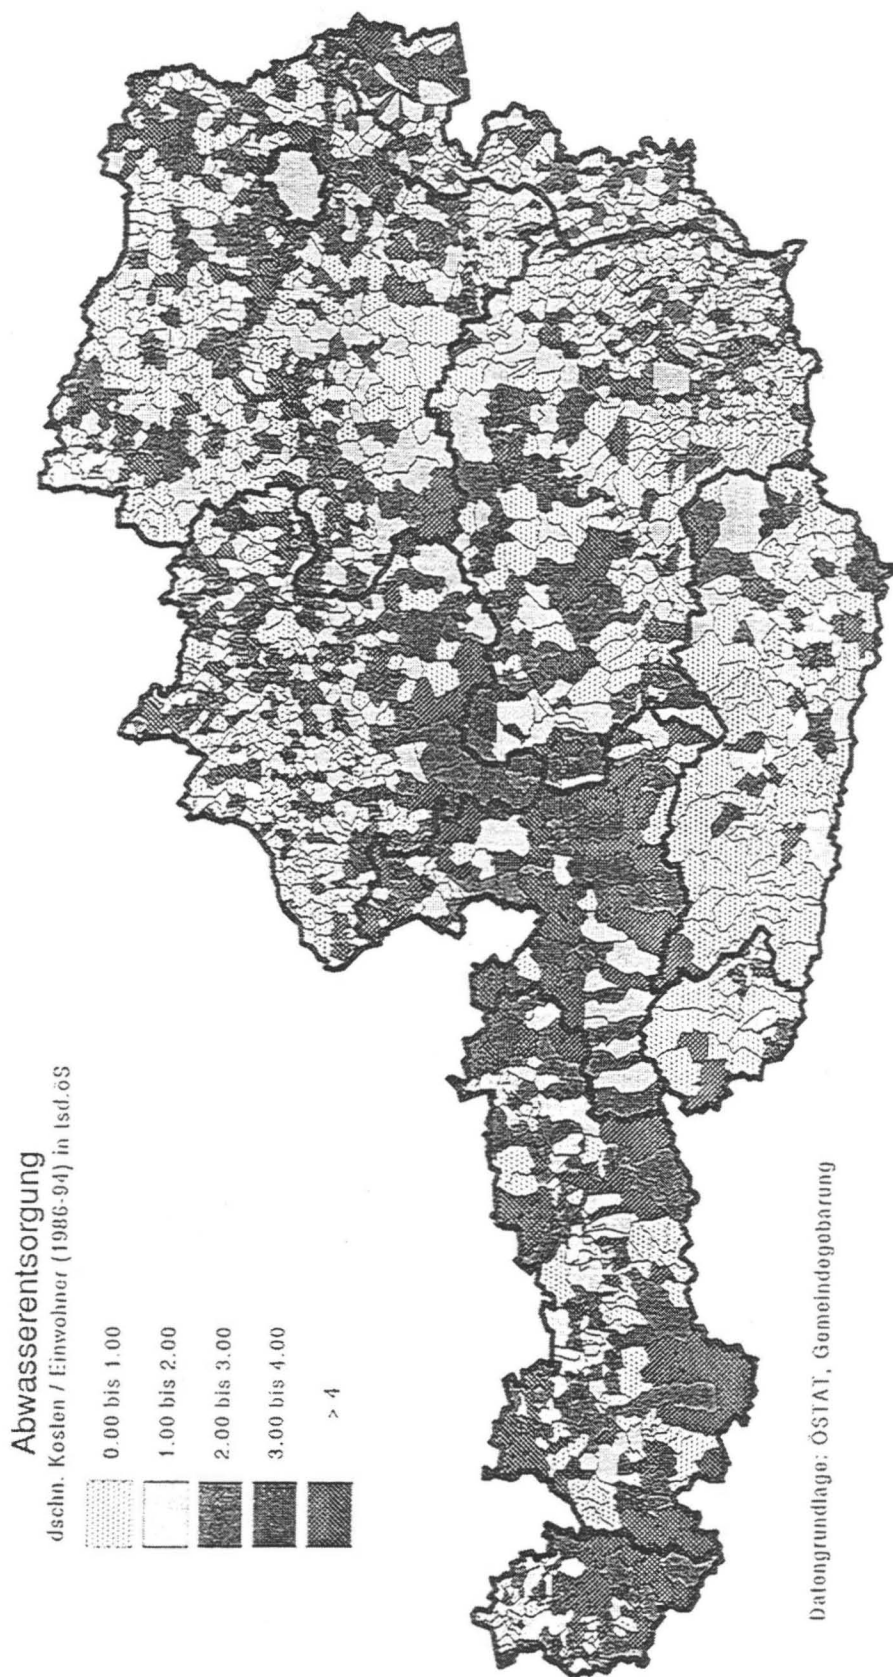 Abwasserentsorgung
dschn. Kosten / Einwohner (1986-94) in tsd.öS
0.00 bis 1.00
1.00 bis 2.00
2.00 bis 3.00
3.00 bis 4.00
> 4
Datengrundlage: ÖSTAT, Gemeindegebarung